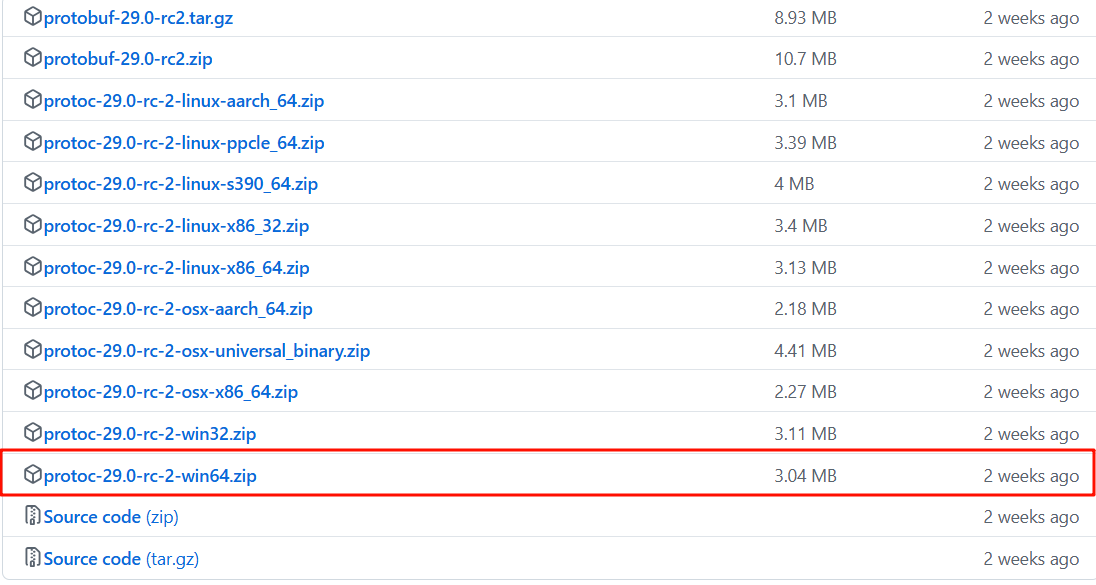 protobuf-29.0-rc2.tar.gz 8.93 MB 2 weeks ago
protobuf-29.0-rc2.zip 10.7 MB 2 weeks ago
protoc-29.0-rc-2-linux-aarch_64.zip 3.1 MB 2 weeks ago
protoc-29.0-rc-2-linux-ppcle_64.zip 3.39 MB 2 weeks ago
protoc-29.0-rc-2-linux-s390_64.zip 4 MB 2 weeks ago
protoc-29.0-rc-2-linux-x86_32.zip 3.4 MB 2 weeks ago
protoc-29.0-rc-2-linux-x86_64.zip 3.13 MB 2 weeks ago
protoc-29.0-rc-2-osx-aarch_64.zip 2.18 MB 2 weeks ago
protoc-29.0-rc-2-osx-universal_binary.zip 4.41 MB 2 weeks ago
protoc-29.0-rc-2-osx-x86_64.zip 2.27 MB 2 weeks ago
protoc-29.0-rc-2-win32.zip 3.11 MB 2 weeks ago
protoc-29.0-rc-2-win64.zip 3.04 MB 2 weeks ago
Source code (zip) 2 weeks ago
Source code (tar.gz) 2 weeks ago